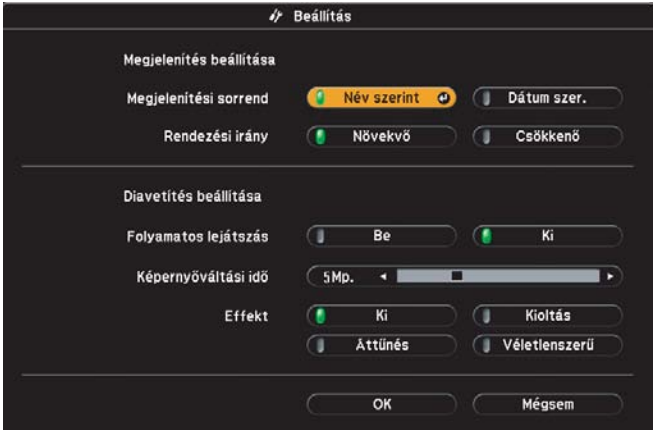 Beállítás
Megjelenítés beállítása
Megjelenítési sorrend Név szerint Dátum szer.
Rendezési irány Növekvő Csökkenő
Diavetítés beállítása
Folyamatos lejátszás Be Ki
Képernyőváltási idő 5Mp.
Effekt Ki Kioltás
Áttűnés Véletlenszerű
OK Mégsem